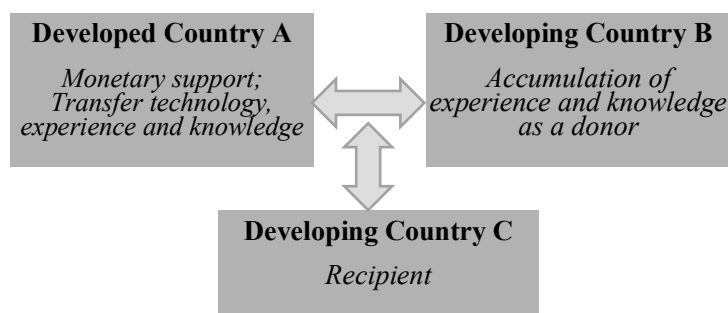 Developed Country A
Monetary support;
Transfer technology,
experience and knowledge
Developing Country B
Accumulation of
experience and knowledge
as a donor
Developing Country C
Recipient